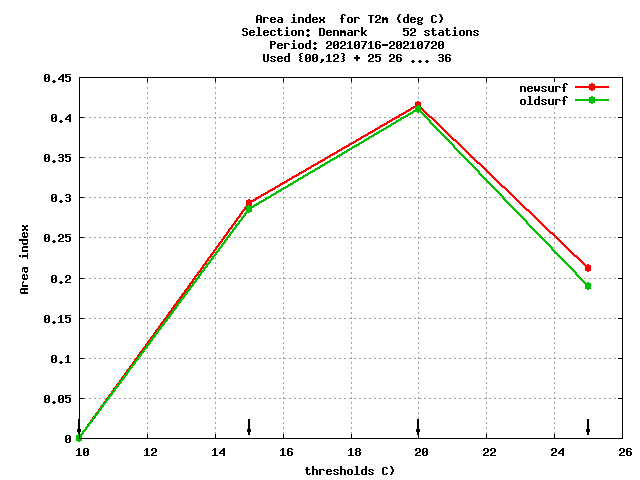 Area index  for T2m (deg C)
Selection: Denmark     52 stations
Period: 20210716-20210720
Used {00,12} + 25 26 ... 36
newsurf
oldsurf
0.45
0.4
0.35
0.3
0.25
0.2
0.15
0.1
0.05
0
Area index
10 12 14 16 18 20 22 24 26
thresholds C)